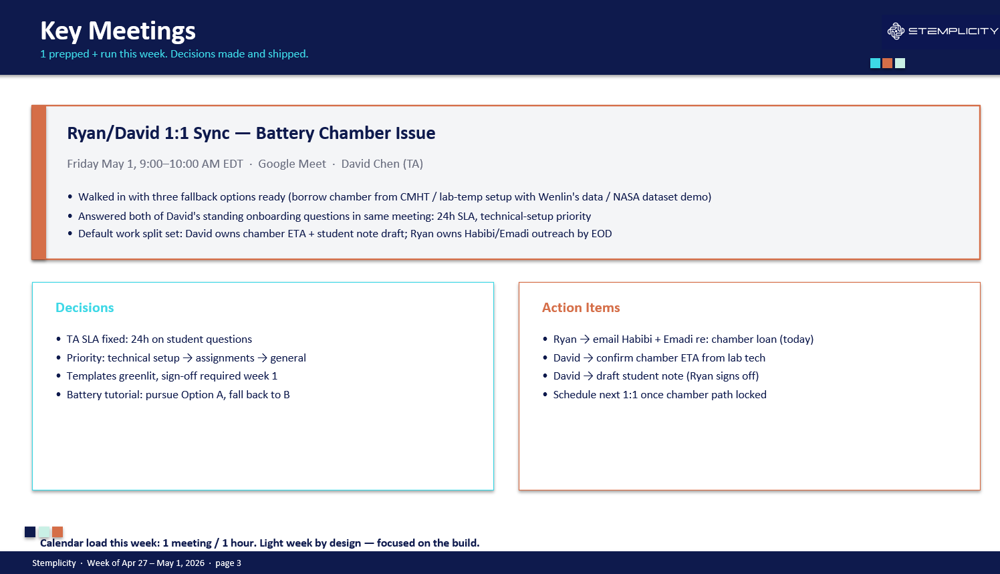 Key Meetings
1 prepped + run this week. Decisions made and shipped.
STEMPLICITY
Ryan/David 1:1 Sync — Battery Chamber Issue
Friday May 1, 9:00–10:00 AM EDT · Google Meet · David Chen (TA)
• Walked in with three fallback options ready (borrow chamber from CMHT / lab-temp setup with Wenlin's data / NASA dataset demo)
• Answered both of David's standing onboarding questions in same meeting: 24h SLA, technical-setup priority
• Default work split set: David owns chamber ETA + student note draft; Ryan owns Habibi/Emadi outreach by EOD
Decisions
• TA SLA fixed: 24h on student questions
• Priority: technical setup → assignments → general
• Templates greenlit, sign-off required week 1
• Battery tutorial: pursue Option A, fall back to B
Action Items
• Ryan → email Habibi + Emadi re: chamber loan (today)
• David → confirm chamber ETA from lab tech
• David → draft student note (Ryan signs off)
• Schedule next 1:1 once chamber path locked
Calendar load this week: 1 meeting / 1 hour. Light week by design — focused on the build.
Stemplicity · Week of Apr 27 – May 1, 2026 · page 3